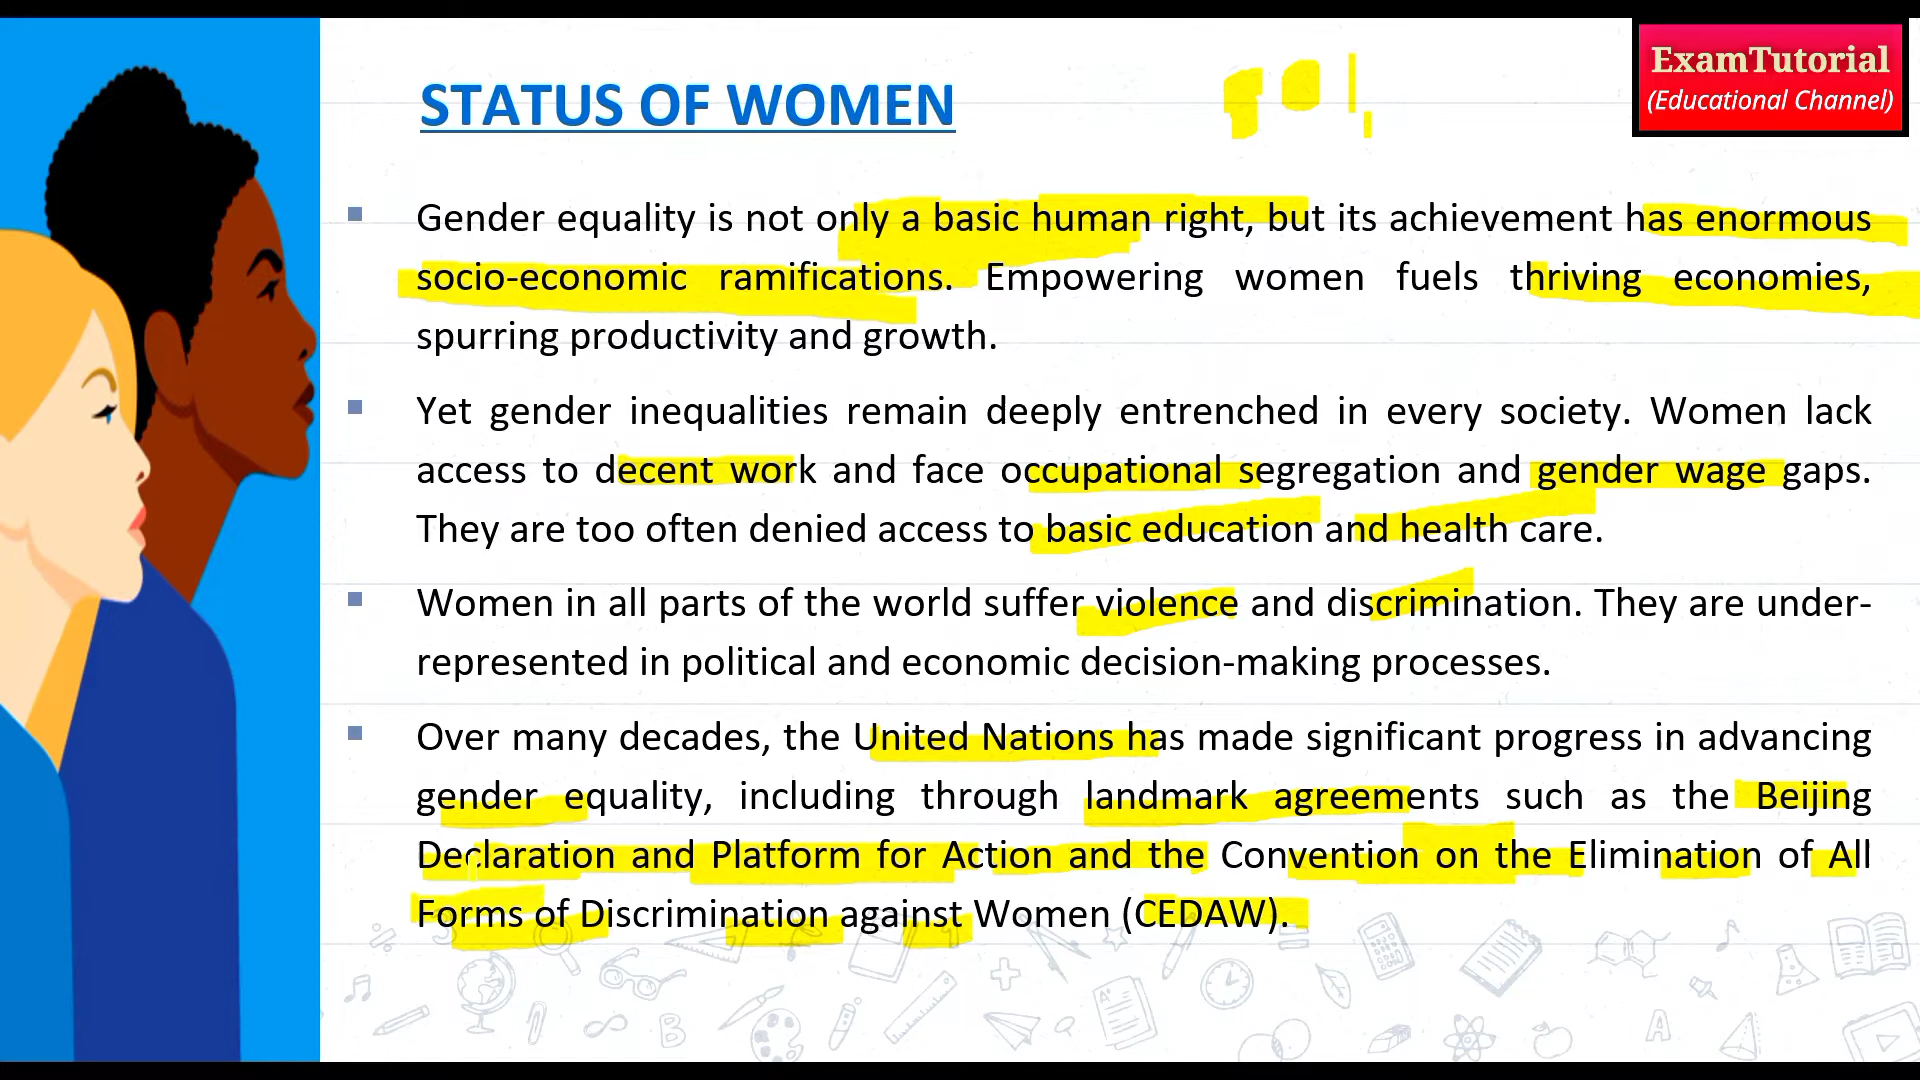 STATUS OF WOMEN
ExamTutorial
(Educational Channel)
Gender equality is not only a basic human right, but its achievement has enormous
socio-economic ramifications. Empowering women fuels thriving economies,
spurring productivity and growth.
Yet gender inequalities remain deeply entrenched in every society. Women lack
access to decent work and face occupational segregation and gender wage gaps.
They are too often denied access to basic education and health care.
Women in all parts of the world suffer violence and discrimination. They are under-
represented in political and economic decision-making processes.
Over many decades, the United Nations has made significant progress in advancing
gender equality, including through landmark agreements such as the Beijing
Declaration and Platform for Action and the Convention on the Elimination of All
Forms of Discrimination against Women (CEDAW).